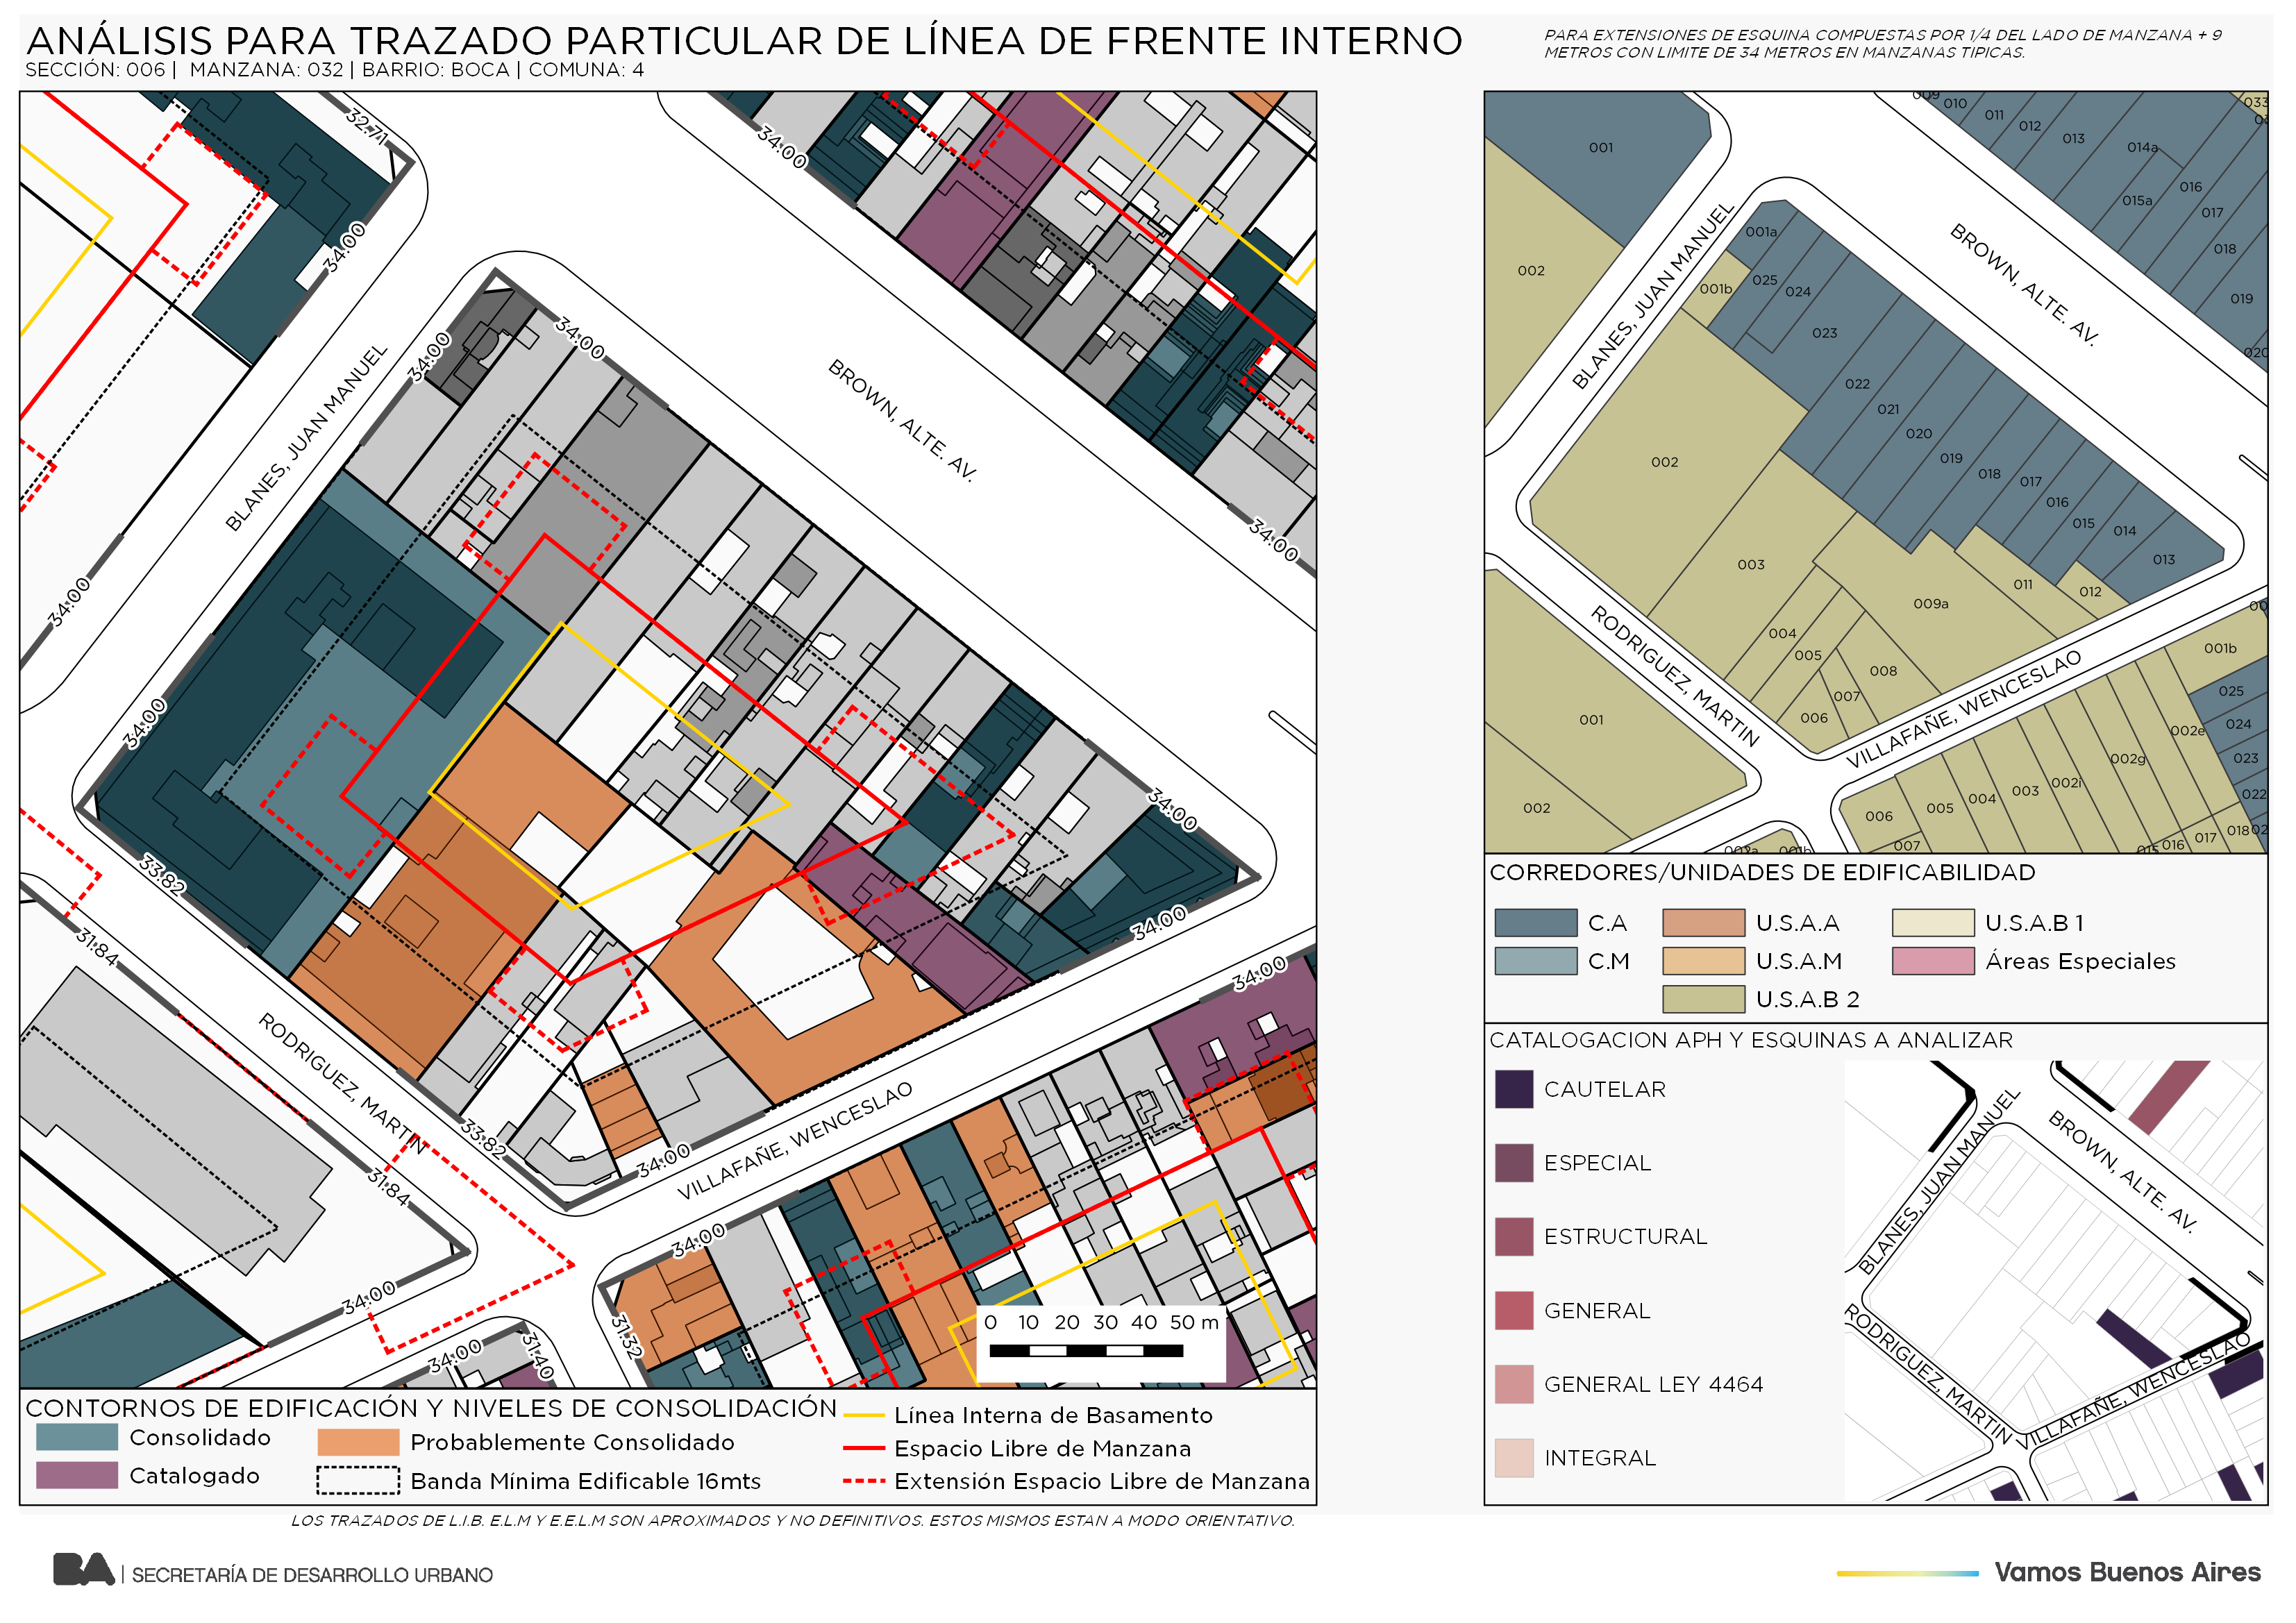 ANÁLISIS PARA TRAZADO PARTICULAR DE LÍNEA DE FRENTE INTERNO
SECCIÓN: 006 | MANZANA: 032 | BARRIO: BOCA | COMUNA: 4
PARA EXTENSIONES DE ESQUINA COMPUESTAS POR 1/4 DEL LADO DE MANZANA + 9
METROS CON LIMITE DE 34 METROS EN MANZANAS TIPICAS.
32.71
34.00
34.00
34.00
34.00
34.00
BLANES, JUAN MANUEL
BROWN, ALTE. AV.
34.00
34.00
34.00
33.82
34.00
34.00
31.84
34.00
RODRIGUEZ, MARTIN
33.82
34.00
VILLAFAÑE, WENCESLAO
31.84
34.00
34.00
34.00
31.40
31.32
0 10 20 30 40 50 m
009
010
011
012
013
014a
015a
016
017
018
019
020
033
001
002
001a
001b
025
024
023
022
021
020
019
018
017
016
015
014
013
002
003
004
005
006
007
008
009a
011
012
BLANES, JUAN MANUEL
BROWN, ALTE. AV.
RODRIGUEZ, MARTIN
VILLAFAÑE, WENCESLAO
001
002
002a
001b
001b
025
024
023
022
002e
002g
002i
003
004
005
006
007
015
016
017
018
CORREDORES/UNIDADES DE EDIFICABILIDAD
C.A
U.S.A.A
U.S.A.B 1
C.M
U.S.A.M
Áreas Especiales
U.S.A.B 2
CATALOGACION APH Y ESQUINAS A ANALIZAR
CAUTELAR
ESPECIAL
ESTRUCTURAL
GENERAL
GENERAL LEY 4464
INTEGRAL
BLANES, JUAN MANUEL
BROWN, ALTE. AV.
RODRIGUEZ, MARTIN
VILLAFAÑE, WENCESLAO
CONTORNOS DE EDIFICACIÓN Y NIVELES DE CONSOLIDACIÓN
Consolidado
Catalogado
Probablemente Consolidado
Banda Mínima Edificable 16mts
Línea Interna de Basamento
Espacio Libre de Manzana
Extensión Espacio Libre de Manzana
LOS TRAZADOS DE L.I.B. E.L.M Y E.E.L.M SON APROXIMADOS Y NO DEFINITIVOS. ESTOS MISMOS ESTAN A MODO ORIENTATIVO.
BA | SECRETARÍA DE DESARROLLO URBANO
Vamos Buenos Aires